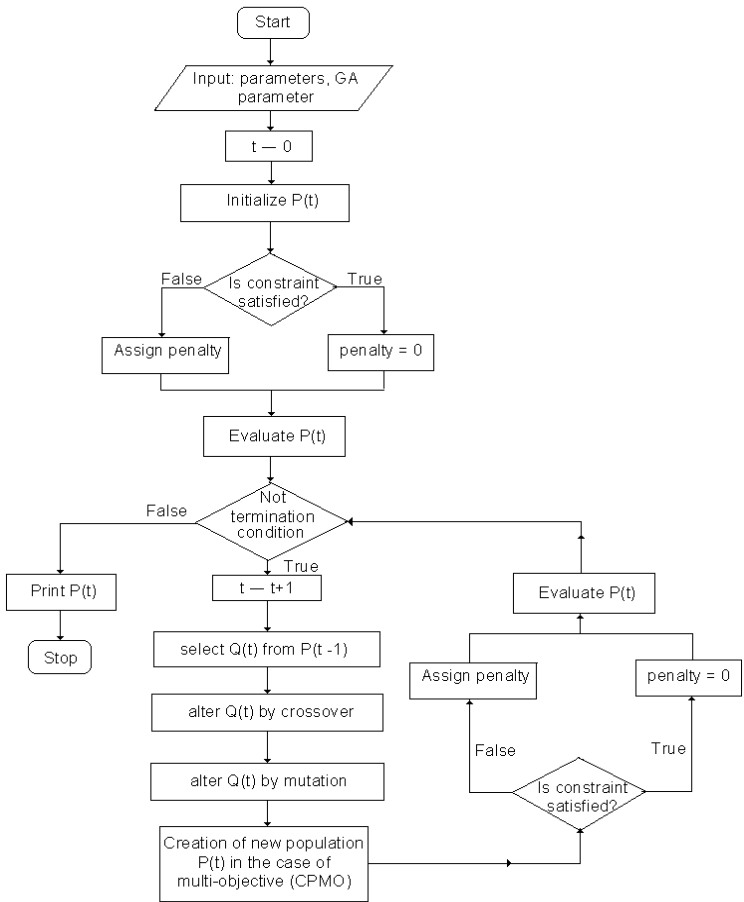 Start
Input: parameters, GA
parameter
t — 0
Initialize P(t)
Is constraint
satisfied?
False
True
Assign penalty
penalty = 0
Evaluate P(t)
Not
termination
condition
False
True
Print P(t)
Stop
t — t+1
select Q(t) from P(t -1)
alter Q(t) by crossover
alter Q(t) by mutation
Creation of new population
P(t) in the case of
multi-objective (CPMO)
Is constraint
satisfied?
False
True
Assign penalty
penalty = 0
Evaluate P(t)